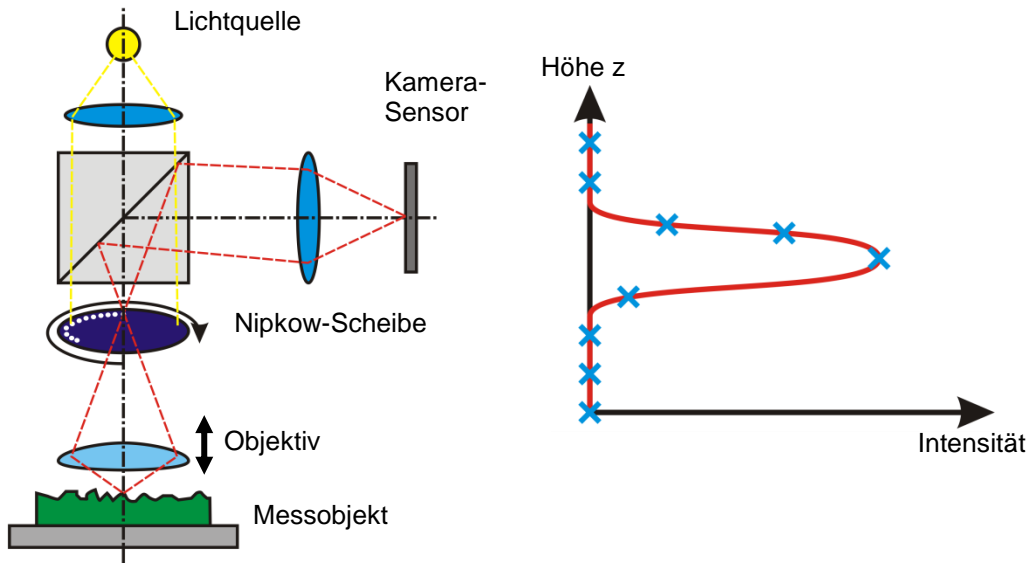 Lichtquelle
Kamera-
Sensor
Nipkow-Scheibe
Objektiv
Messobjekt
Höhe z
Intensität